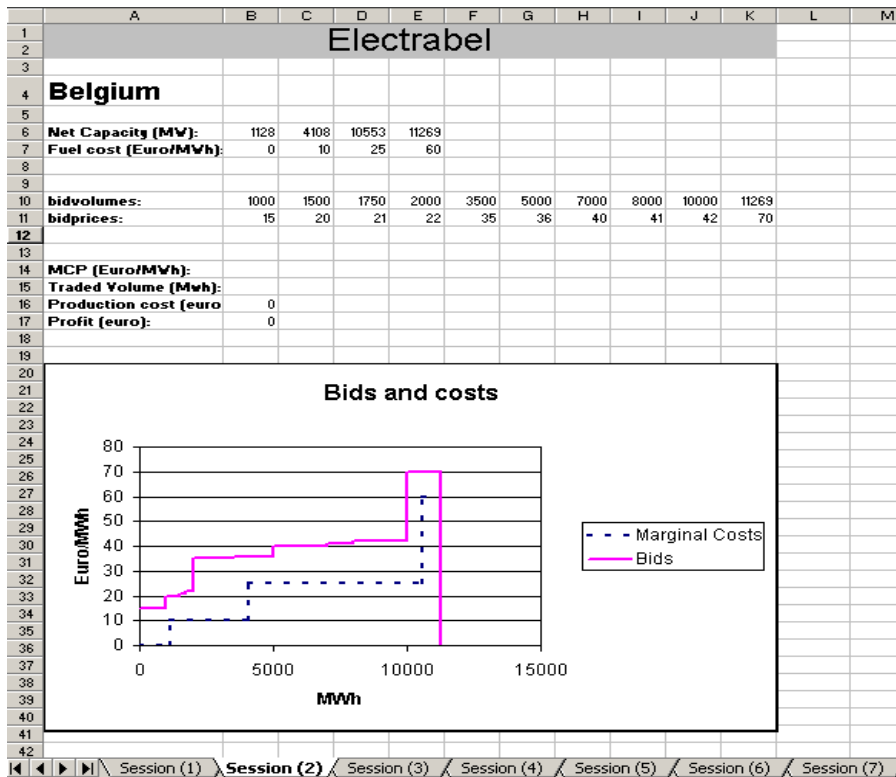 A B C D E F G H I J K L M
1 Electrabel
2
3
4 Belgium
5
6 Net Capacity (MW): 1128 4108 10553 11269
7 Fuel cost (Euro/MWh): 0 10 25 60
8
9
10 bidvolumes: 1000 1500 1750 2000 3500 5000 7000 8000 10000 11269
11 bidprices: 15 20 21 22 35 36 40 41 42 70
12
13
14 MCP (Euro/MWh):
15 Traded Volume (Mwh):
16 Production cost (euro 0
17 Profit (euro): 0
18
19
20
21 Bids and costs
22
23
24
25
26
27
28
29
30
31
32
33
34
35
36
37
38
39
40
41
42
80
70
60
50
40
30
20
10
0
Euro/MWh
0 5000 10000 15000
MWh
Marginal Costs
Bids
Session (1) Session (2) Session (3) Session (4) Session (5) Session (6) Session (7)